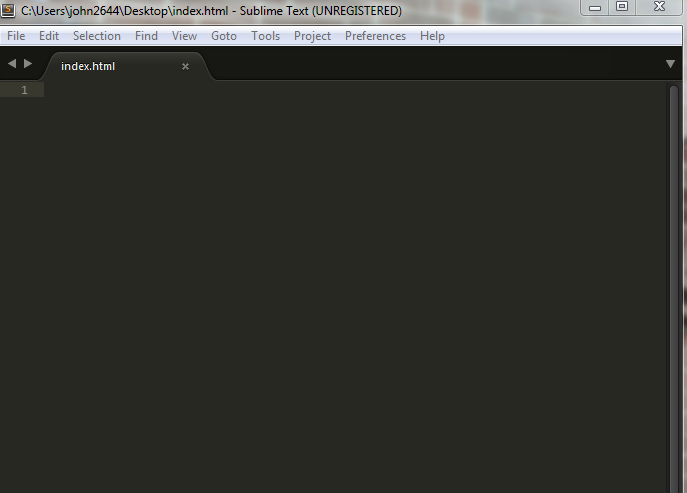 C:\Users\john2644\Desktop\index.html - Sublime Text (UNREGISTERED)
File Edit Selection Find View Goto Tools Project Preferences Help
index.html
1